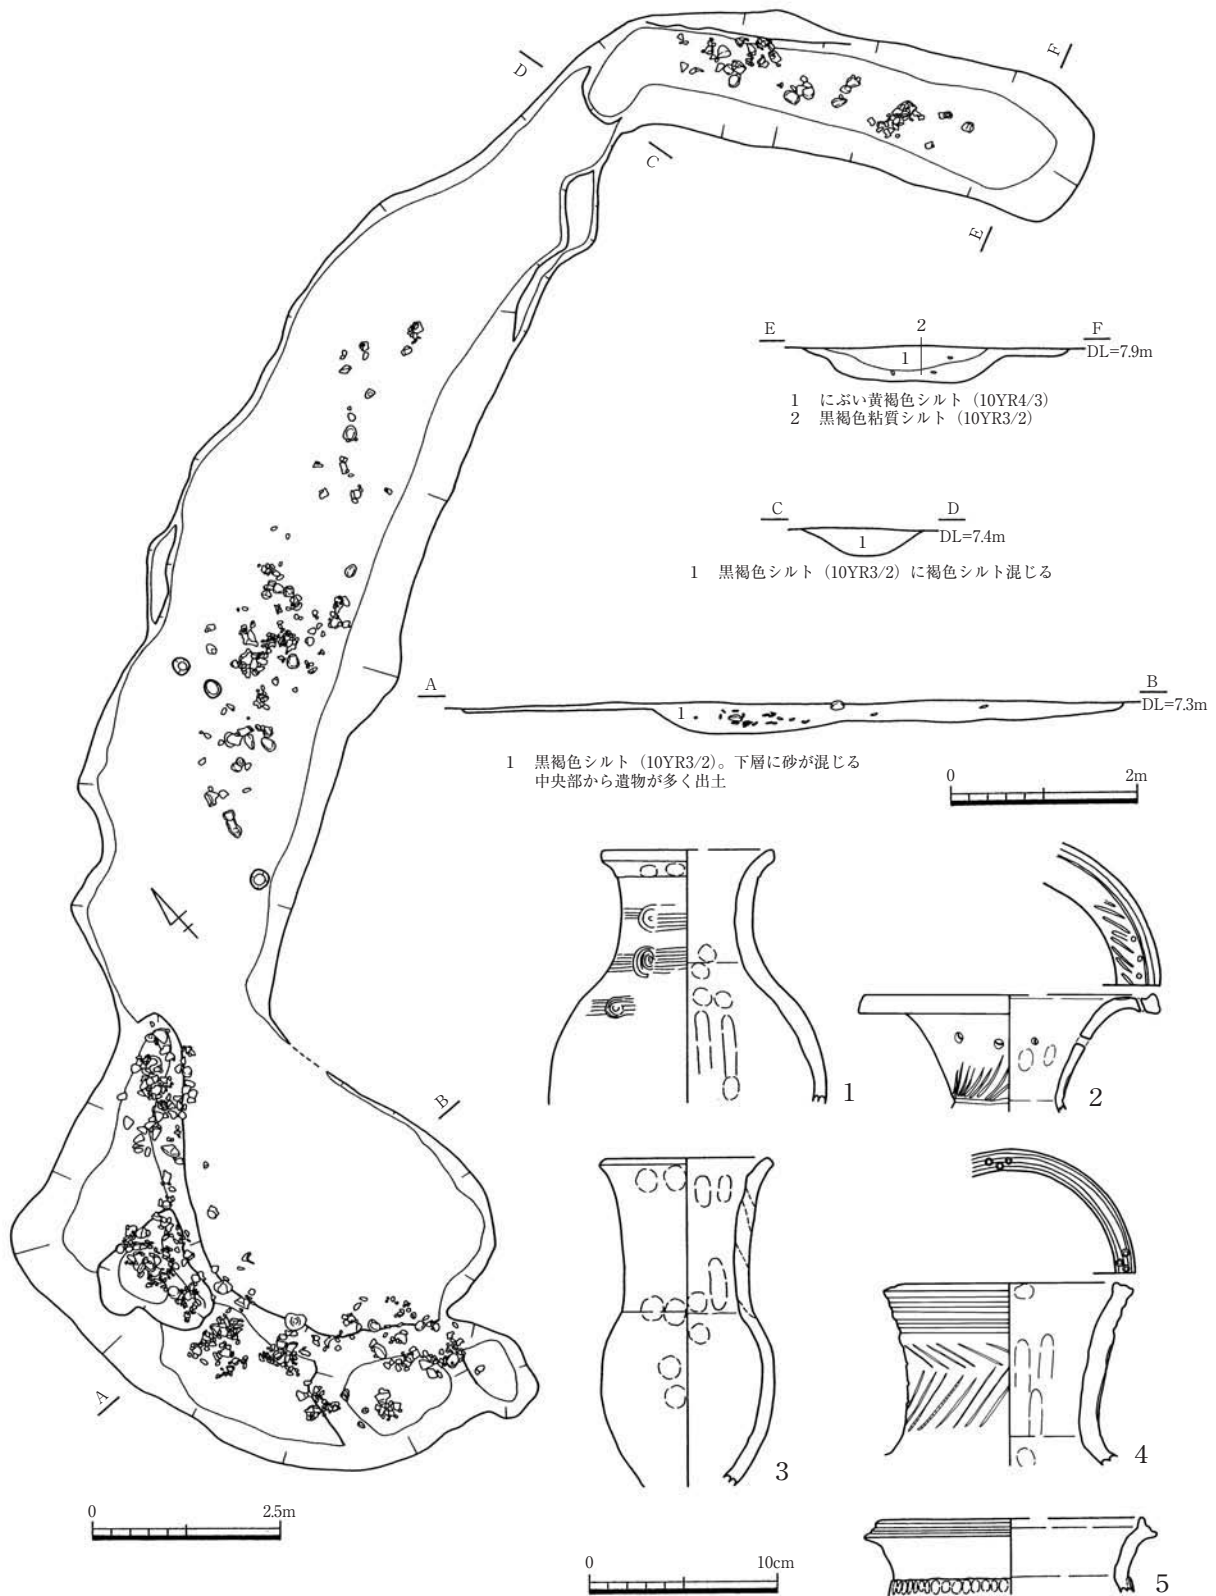 D
F
C
E
E
2
F
1
DL=7.9m
1 にぶい黄褐色シルト（10YR4/3）
2 黒褐色粘質シルト（10YR3/2）
C
D
1
DL=7.4m
1 黒褐色シルト（10YR3/2）に褐色シルト混じる
A
B
1
DL=7.3m
1 黒褐色シルト（10YR3/2）。下層に砂が混じる
中央部から遺物が多く出土
0 2m
B
A
1
2
3
4
5
0 2.5m
0 10cm